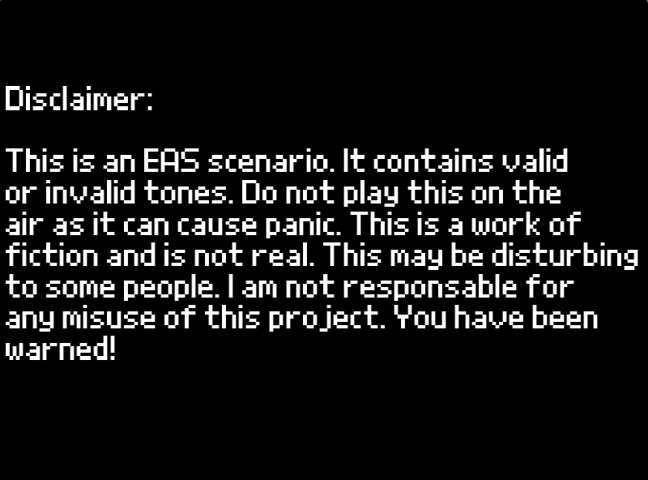 Disclaimer:
This is an EAS scenario. It contains valid
or invalid tones. Do not play this on the
air as it can cause panic. This is a work of
fiction and is not real. This may be disturbing
to some people. I am not responsable for
any misuse of this project. You have been
warned!